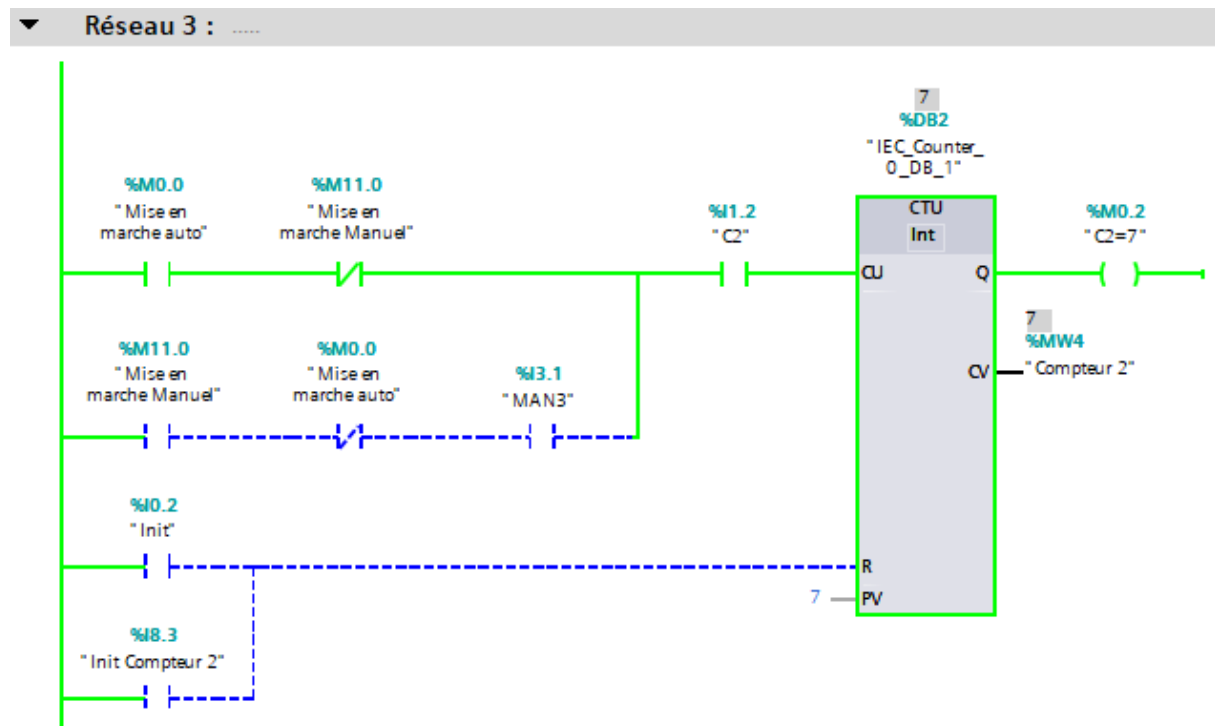 Réseau 3 : .....
7
%DB2
"IEC_Counter_
0_DB_1"
%M0.0
"Mise en
marche auto"
%M11.0
"Mise en
marche Manuel"
%I1.2
"C2"
CTU
Int
%M0.2
"C2=7"
CU
Q
%M11.0
"Mise en
marche Manuel"
%M0.0
"Mise en
marche auto"
%I3.1
"MAN3"
7
%MW4
CV
"Compteur 2"
%I0.2
"Init"
R
7
PV
%I8.3
"Init Compteur 2"